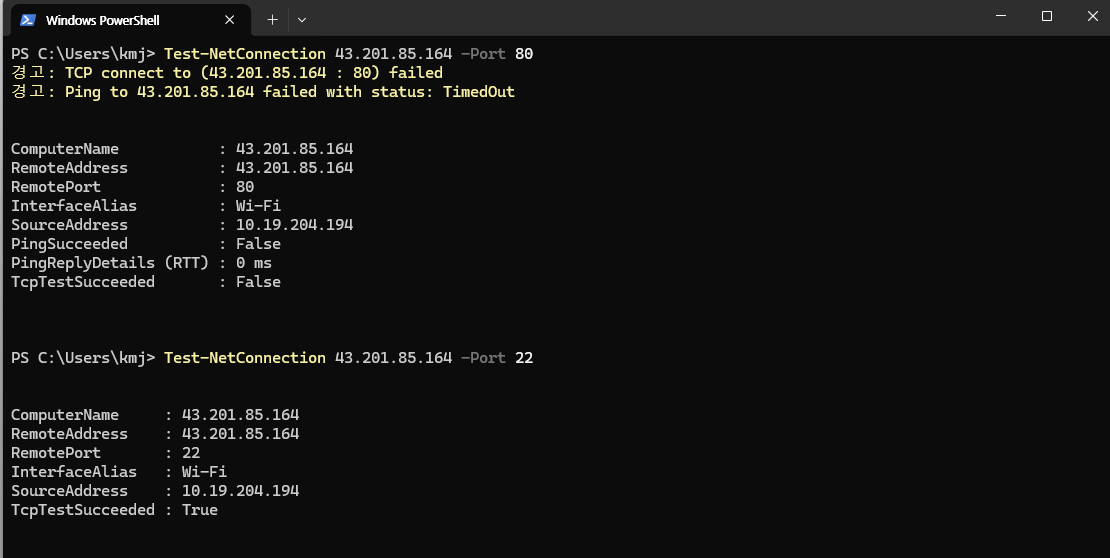 Windows PowerShell
PS C:\Users\kmj> Test-NetConnection 43.201.85.164 -Port 80
경고: TCP connect to (43.201.85.164 : 80) failed
경고: Ping to 43.201.85.164 failed with status: TimedOut
ComputerName : 43.201.85.164
RemoteAddress : 43.201.85.164
RemotePort : 80
InterfaceAlias : Wi-Fi
SourceAddress : 10.19.204.194
PingSucceeded : False
PingReplyDetails (RTT) : 0 ms
TcpTestSucceeded : False
PS C:\Users\kmj> Test-NetConnection 43.201.85.164 -Port 22
ComputerName : 43.201.85.164
RemoteAddress : 43.201.85.164
RemotePort : 22
InterfaceAlias : Wi-Fi
SourceAddress : 10.19.204.194
TcpTestSucceeded : True